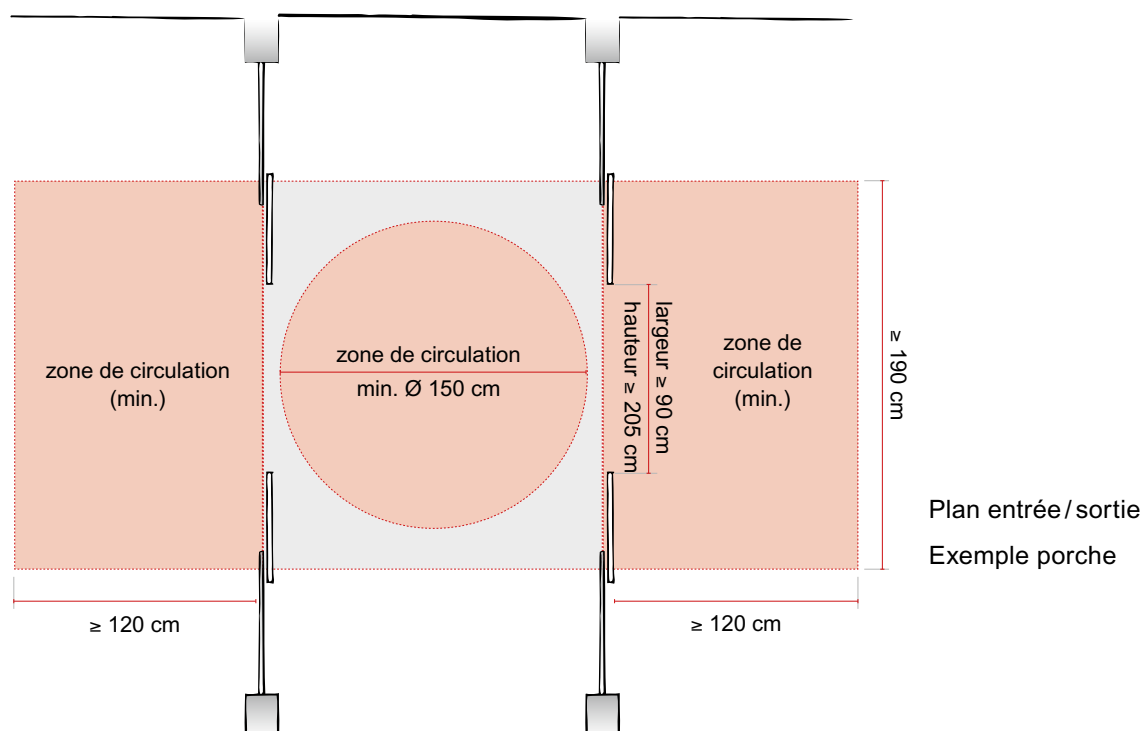 zone de circulation
(min.)
zone de circulation
min. Ø 150 cm
largeur ≥ 90 cm
hauteur ≥ 205 cm
zone de
circulation
(min.)
≥ 190 cm
Plan entrée/sortie
Exemple porche
≥ 120 cm
≥ 120 cm